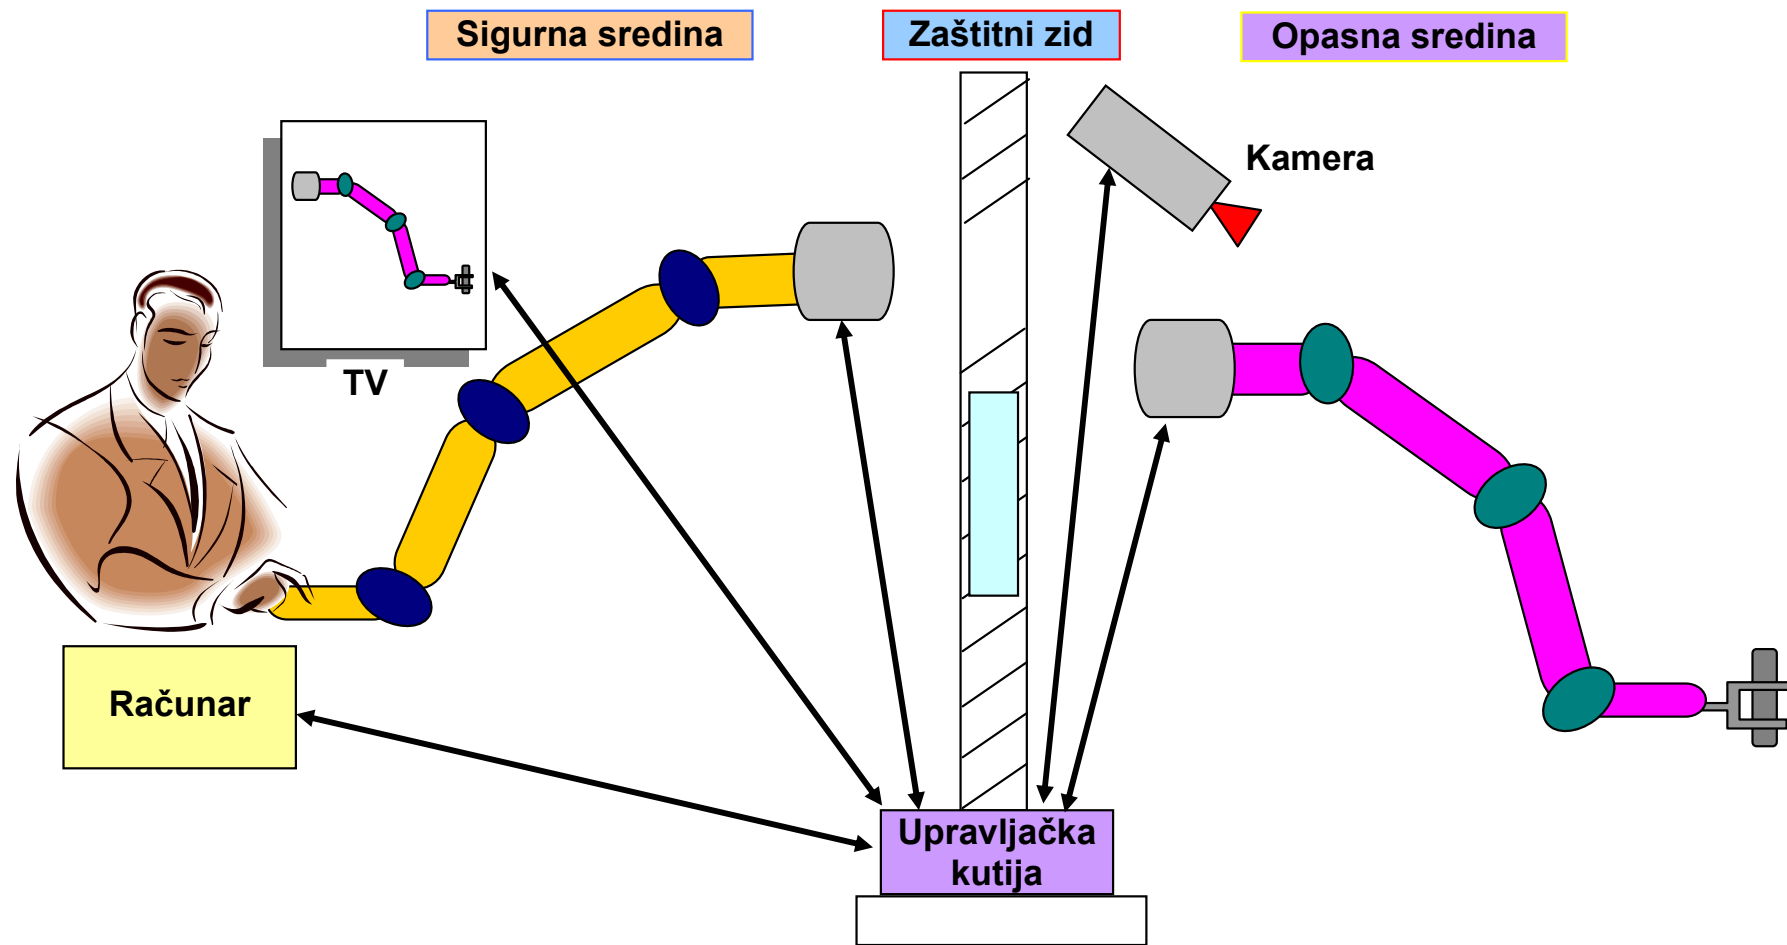 Sigurna sredina
Zaštitni zid
Opasna sredina
Kamera
TV
Računar
Upravljačka
kutija